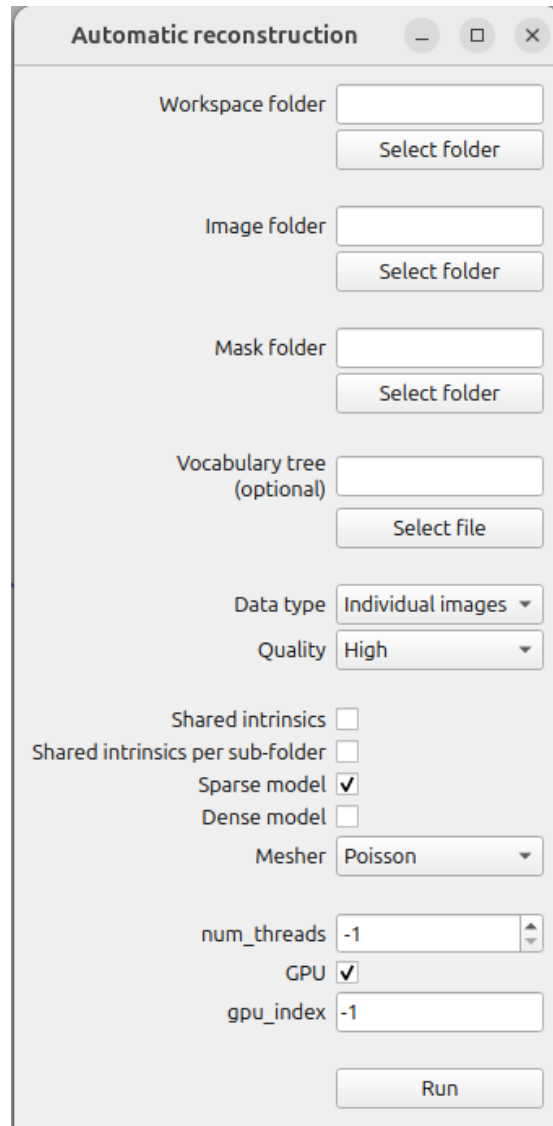 Automatic reconstruction
Workspace folder
Select folder
Image folder
Select folder
Mask folder
Select folder
Vocabulary tree
(optional)
Select file
Data type Individual images
Quality High
Shared intrinsics
Shared intrinsics per sub-folder
Sparse model
Dense model
Mesher Poisson
num_threads -1
GPU
gpu_index -1
Run